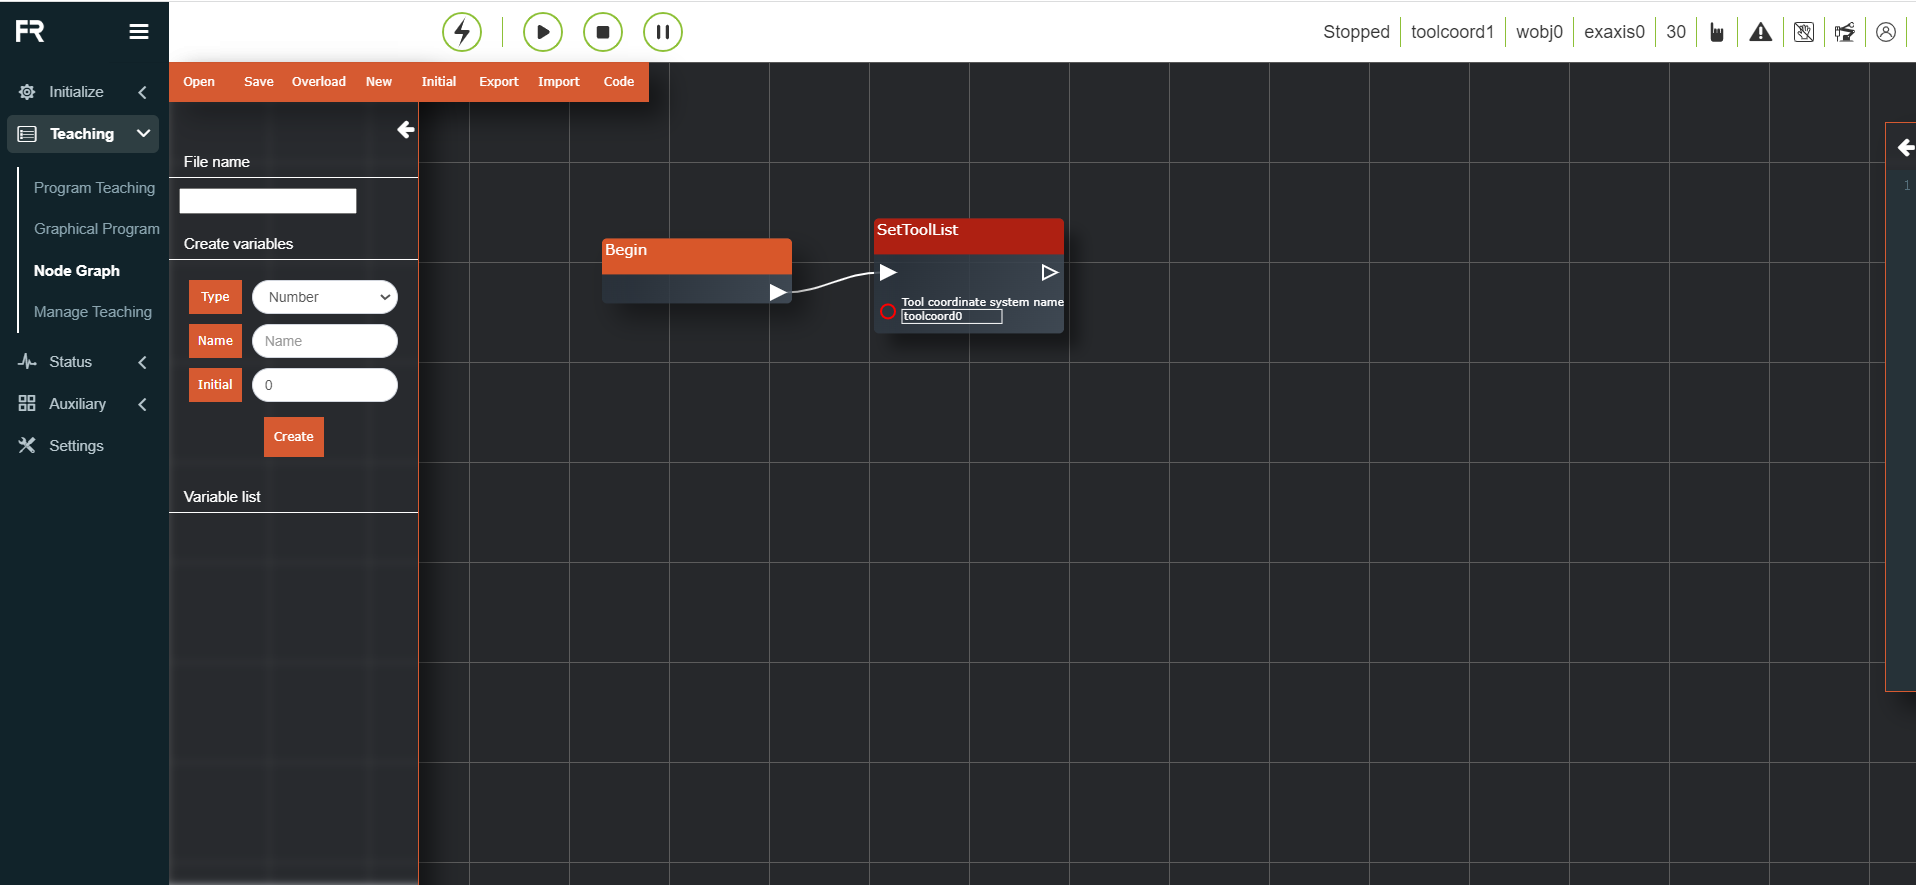 FR
Stopped
toolcoord1
wobj0
exaxis0
30
Open Save Overload New Initial Export Import Code
Initialize
Teaching
Program Teaching
Graphical Program
Node Graph
Manage Teaching
Status
Auxiliary
Settings
File name
Create variables
Type Number
Name Name
Initial 0
Create
Variable list
Begin
SetToolList
Tool coordinate system name
toolcoord0
1